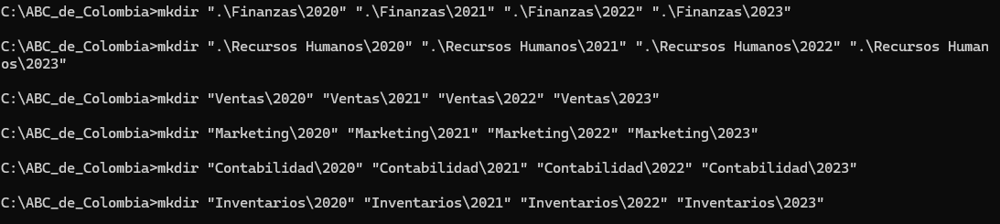 C:\ABC_de_Colombia>mkdir ".\Finanzas\2020" ".\Finanzas\2021" ".\Finanzas\2022" ".\Finanzas\2023"
C:\ABC_de_Colombia>mkdir ".\Recursos Humanos\2020" ".\Recursos Humanos\2021" ".\Recursos Humanos\2022" ".\Recursos Human
os\2023"
C:\ABC_de_Colombia>mkdir "Ventas\2020" "Ventas\2021" "Ventas\2022" "Ventas\2023"
C:\ABC_de_Colombia>mkdir "Marketing\2020" "Marketing\2021" "Marketing\2022" "Marketing\2023"
C:\ABC_de_Colombia>mkdir "Contabilidad\2020" "Contabilidad\2021" "Contabilidad\2022" "Contabilidad\2023"
C:\ABC_de_Colombia>mkdir "Inventarios\2020" "Inventarios\2021" "Inventarios\2022" "Inventarios\2023"